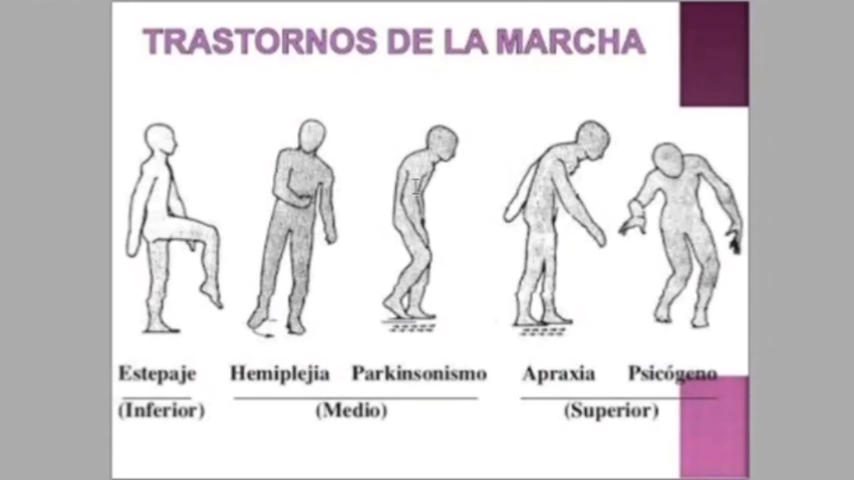 TRASTORNOS DE LA MARCHA
Estepaje Hemiplejia Parkinsonismo Apraxia Psicógeno
(Inferior) (Medio) (Superior)